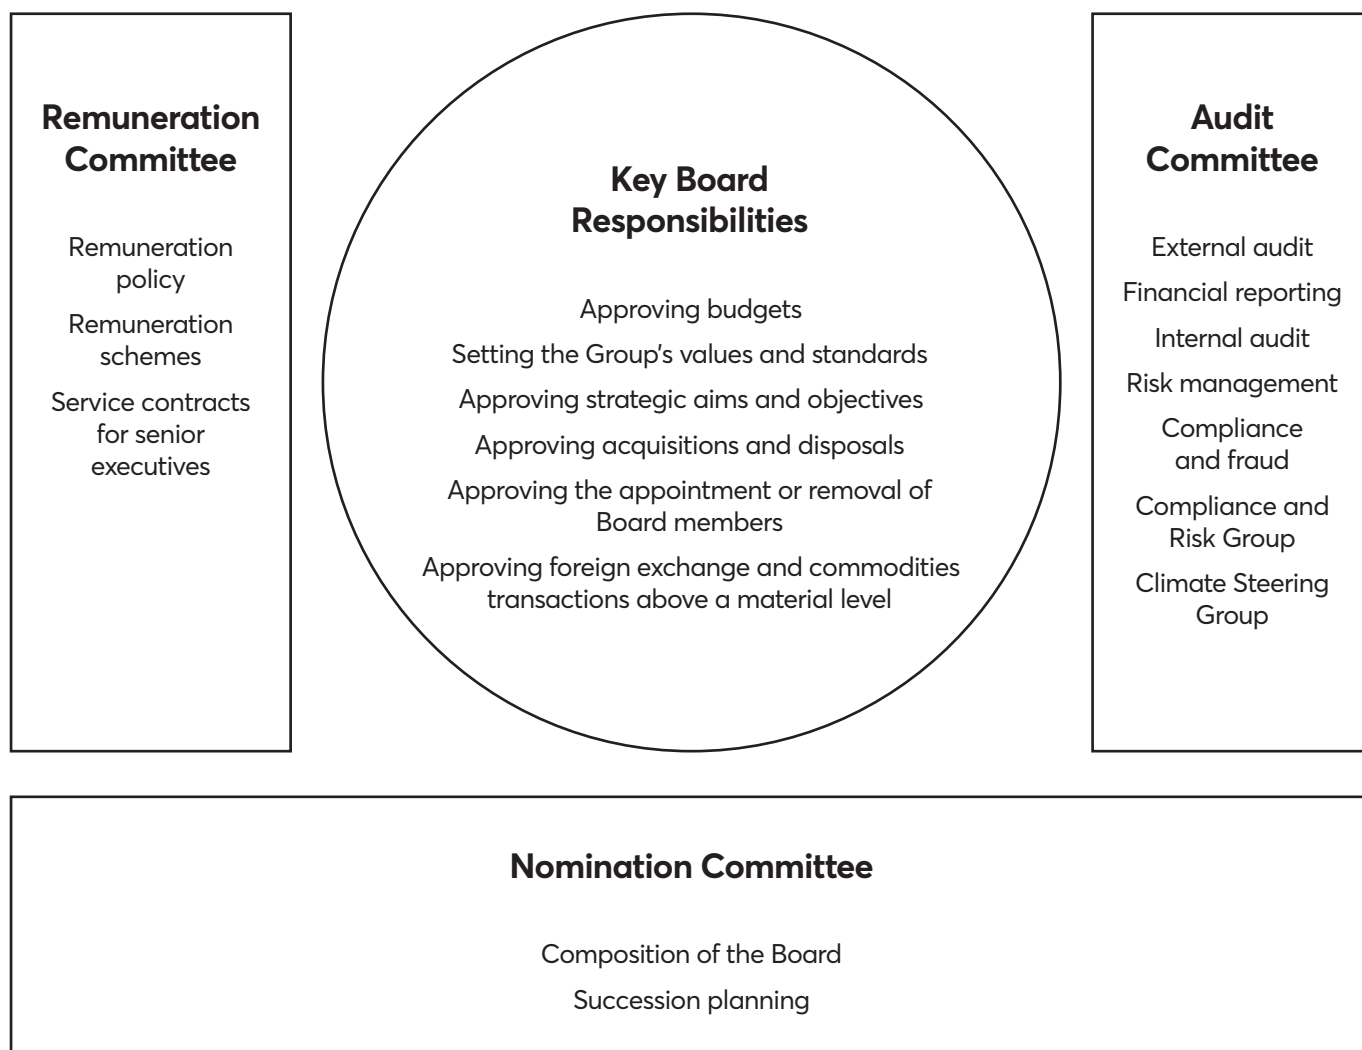 Remuneration
Committee
Remuneration
policy
Remuneration
schemes
Service contracts
for senior
executives
Key Board
Responsibilities
Approving budgets
Setting the Group's values and standards
Approving strategic aims and objectives
Approving acquisitions and disposals
Approving the appointment or removal of
Board members
Approving foreign exchange and commodities
transactions above a material level
Audit
Committee
External audit
Financial reporting
Internal audit
Risk management
Compliance
and fraud
Compliance and
Risk Group
Climate Steering
Group
Nomination Committee
Composition of the Board
Succession planning